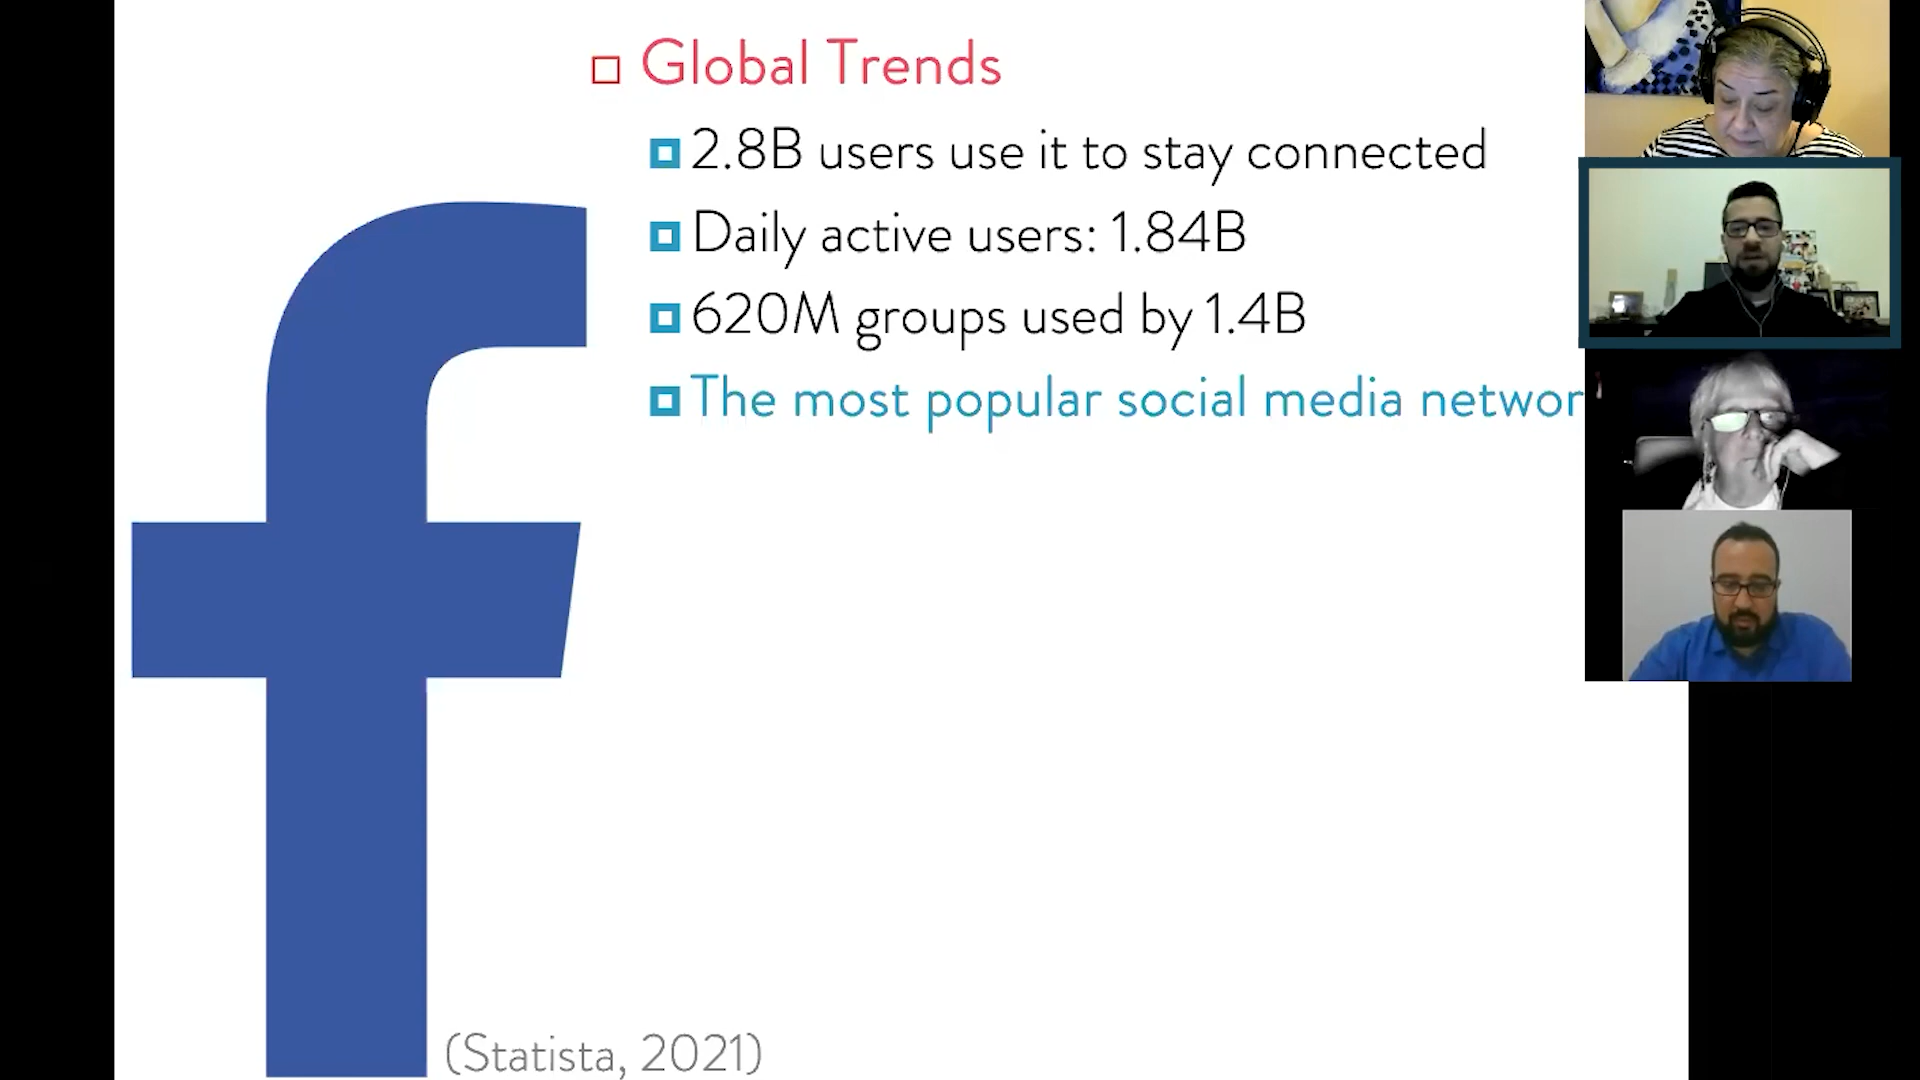 Global Trends
2.8B users use it to stay connected
Daily active users: 1.84B
620M groups used by 1.4B
The most popular social media networ
(Statista, 2021)